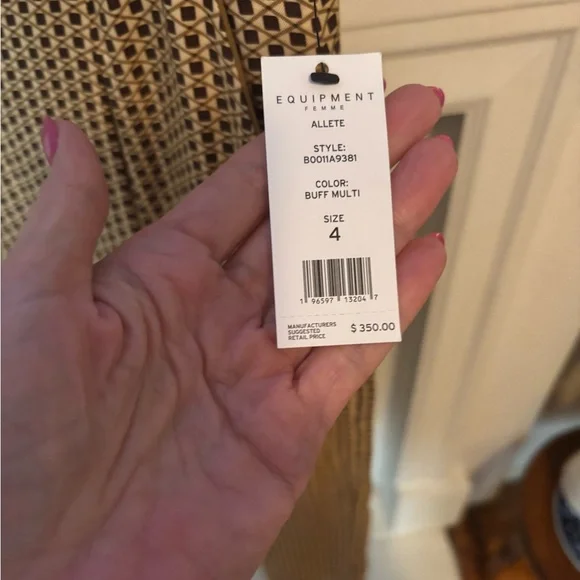 EQUIPMENT
FEMME
ALLETE
STYLE:
B0011A9381
COLOR:
BUFF MULTI
SIZE
4
1 96597 13204 7
MANUFACTURERS
SUGGESTED
RETAIL PRICE
$ 350.00